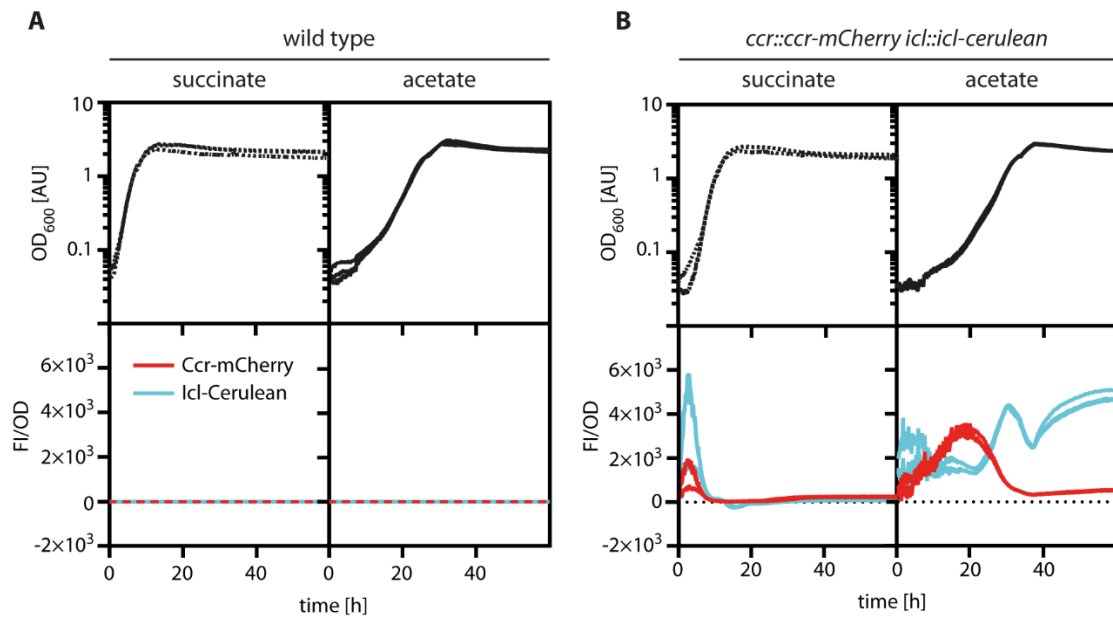 A
wild type
succinate
acetate
OD600 [AU]
10
1
0.1
FI/OD
6×10³
4×10³
2×10³
0
-2×10³
Ccr-mCherry
Icl-Cerulean
0
20
40
0
20
40
time [h]
B
ccr::ccr-mCherry icl::icl-cerulean
succinate
acetate
OD600 [AU]
10
1
0.1
FI/OD
6×10³
4×10³
2×10³
0
-2×10³
0
20
40
0
20
40
time [h]